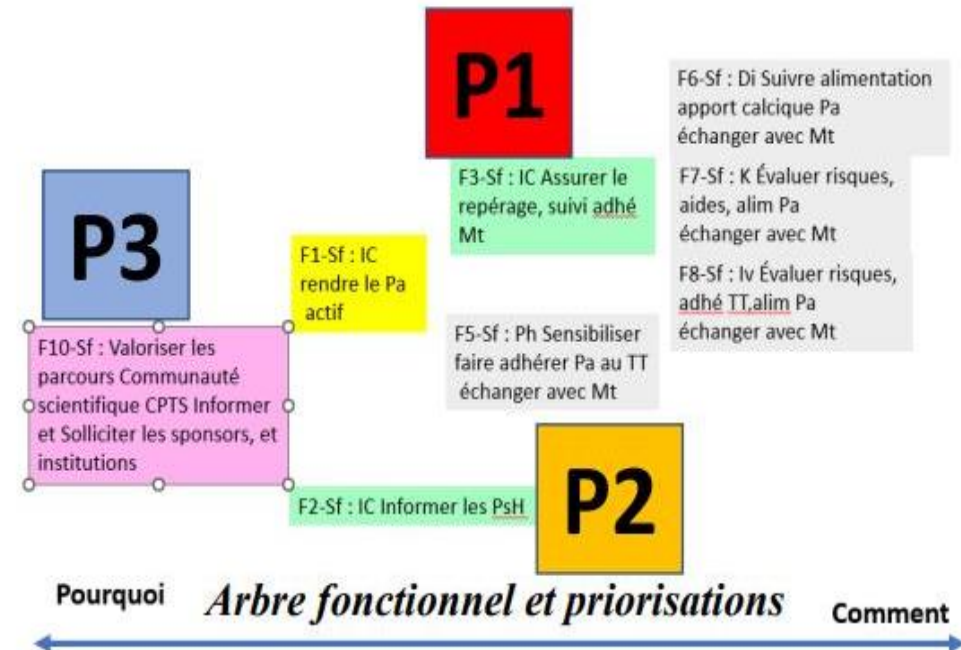 P1
F6-Sf : Di Suivre alimentation
apport calcique Pa
échanger avec Mt
F3-Sf : IC Assurer le
repérage, suivi adhé
Mt
F7-Sf : K Évaluer risques,
aides, alim Pa
échanger avec Mt
P3
F1-Sf : IC
rendre le Pa
actif
F8-Sf : Iv Évaluer risques,
adhé TT,alim Pa
échanger avec Mt
F5-Sf : Ph Sensibiliser
faire adhérer Pa au TT
échanger avec Mt
F10-Sf : Valoriser les
parcours Communauté
scientifique CPTS Informer
et Solliciter les sponsors, et
institutions
P2
F2-Sf : IC Informer les PsH
Pourquoi
Arbre fonctionnel et priorisations
Comment